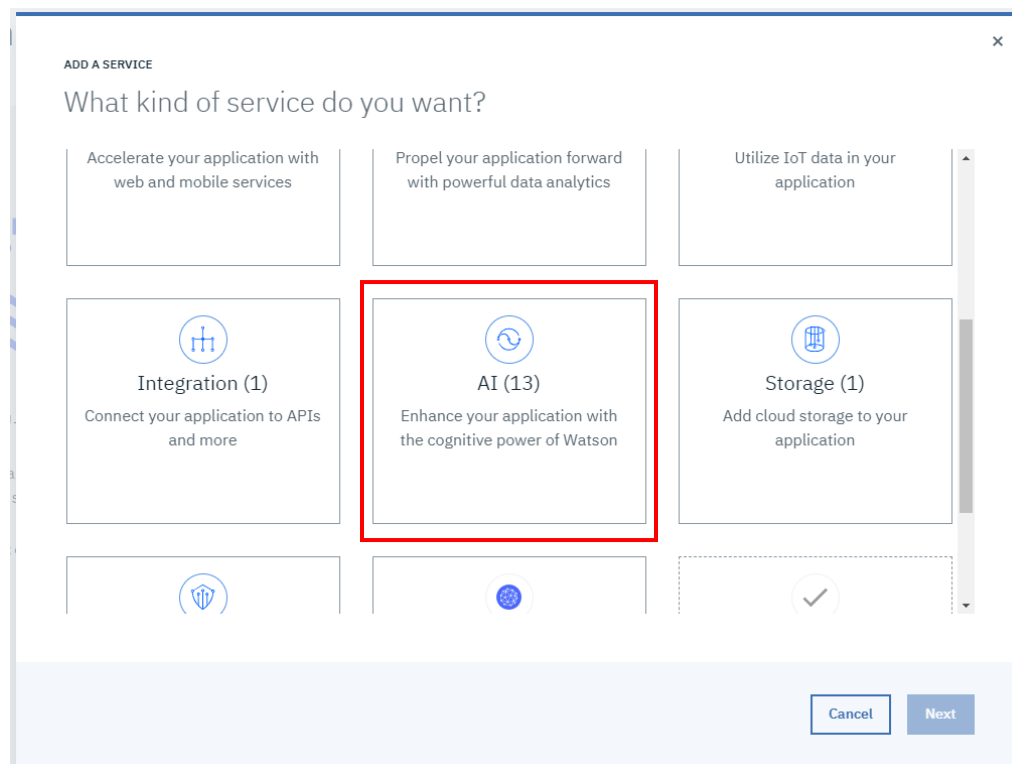 ADD A SERVICE
What kind of service do you want?
Accelerate your application with
web and mobile services
Propel your application forward
with powerful data analytics
Utilize IoT data in your
application
Integration (1)
Connect your application to APIs
and more
AI (13)
Enhance your application with
the cognitive power of Watson
Storage (1)
Add cloud storage to your
application
Cancel
Next